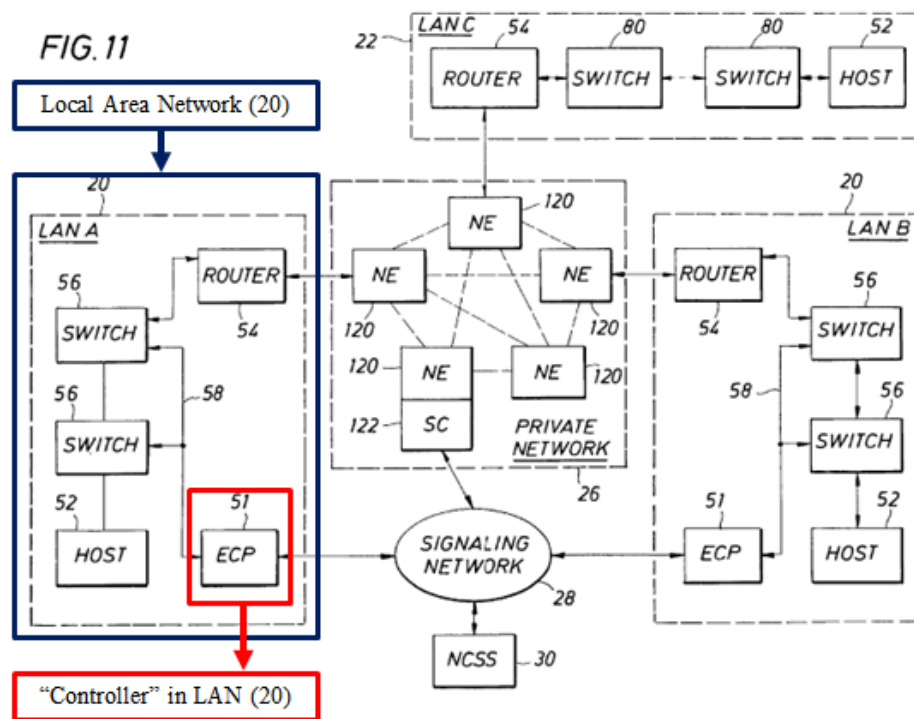 FIG. 11
Local Area Network (20)
22
LAN C
54
80
80
52
ROUTER
SWITCH
SWITCH
HOST
20
LAN A
56
ROUTER
54
SWITCH
58
56
SWITCH
52
HOST
51
ECP
"Controller" in LAN (20)
120
NE
NE
120
NE
120
120
NE
NE
120
122
SC
PRIVATE
NETWORK
26
SIGNALING
NETWORK
28
NCSS
30
20
LAN B
ROUTER
54
56
SWITCH
58
56
SWITCH
51
ECP
52
HOST